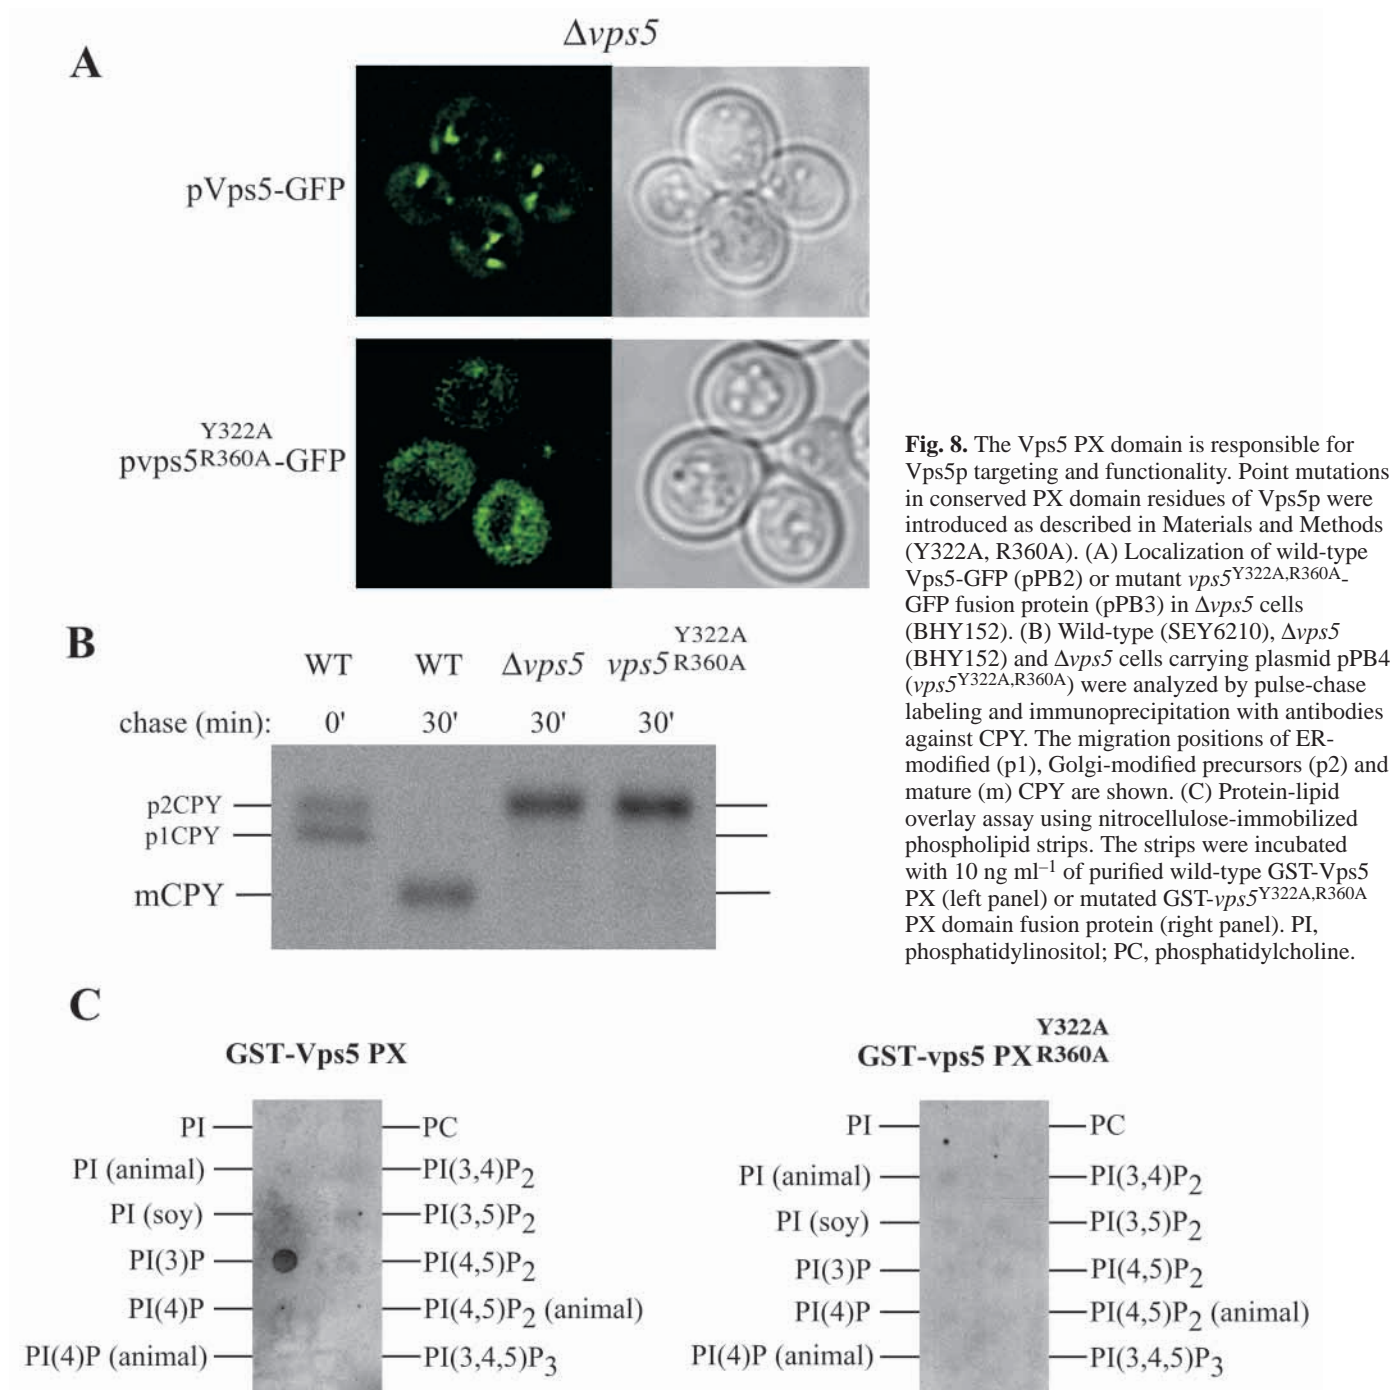 A
Δvps5
pVps5-GFP
pvps5 Y322A R360A -GFP
Fig. 8. The Vps5 PX domain is responsible for
Vps5p targeting and functionality. Point mutations
in conserved PX domain residues of Vps5p were
introduced as described in Materials and Methods
(Y322A, R360A). (A) Localization of wild-type
Vps5-GFP (pPB2) or mutant vps5Y322A,R360A-
GFP fusion protein (pPB3) in Δvps5 cells
(BHY152). (B) Wild-type (SEY6210), Δvps5
(BHY152) and Δvps5 cells carrying plasmid pPB4
(vps5Y322A,R360A) were analyzed by pulse-chase
labeling and immunoprecipitation with antibodies
against CPY. The migration positions of ER-
modified (p1), Golgi-modified precursors (p2) and
mature (m) CPY are shown. (C) Protein-lipid
overlay assay using nitrocellulose-immobilized
phospholipid strips. The strips were incubated
with 10 ng ml–1 of purified wild-type GST-Vps5
PX (left panel) or mutated GST-vps5Y322A,R360A
PX domain fusion protein (right panel). PI,
phosphatidylinositol; PC, phosphatidylcholine.
B
WT WT Δvps5 vps5 Y322A R360A
chase (min): 0' 30' 30' 30'
p2CPY
p1CPY
mCPY
C
GST-Vps5 PX
PI PC
PI (animal) PI(3,4)P2
PI (soy) PI(3,5)P2
PI(3)P PI(4,5)P2
PI(4)P PI(4,5)P2 (animal)
PI(4)P (animal) PI(3,4,5)P3
GST-vps5 PX Y322A R360A
PI PC
PI (animal) PI(3,4)P2
PI (soy) PI(3,5)P2
PI(3)P PI(4,5)P2
PI(4)P PI(4,5)P2 (animal)
PI(4)P (animal) PI(3,4,5)P3